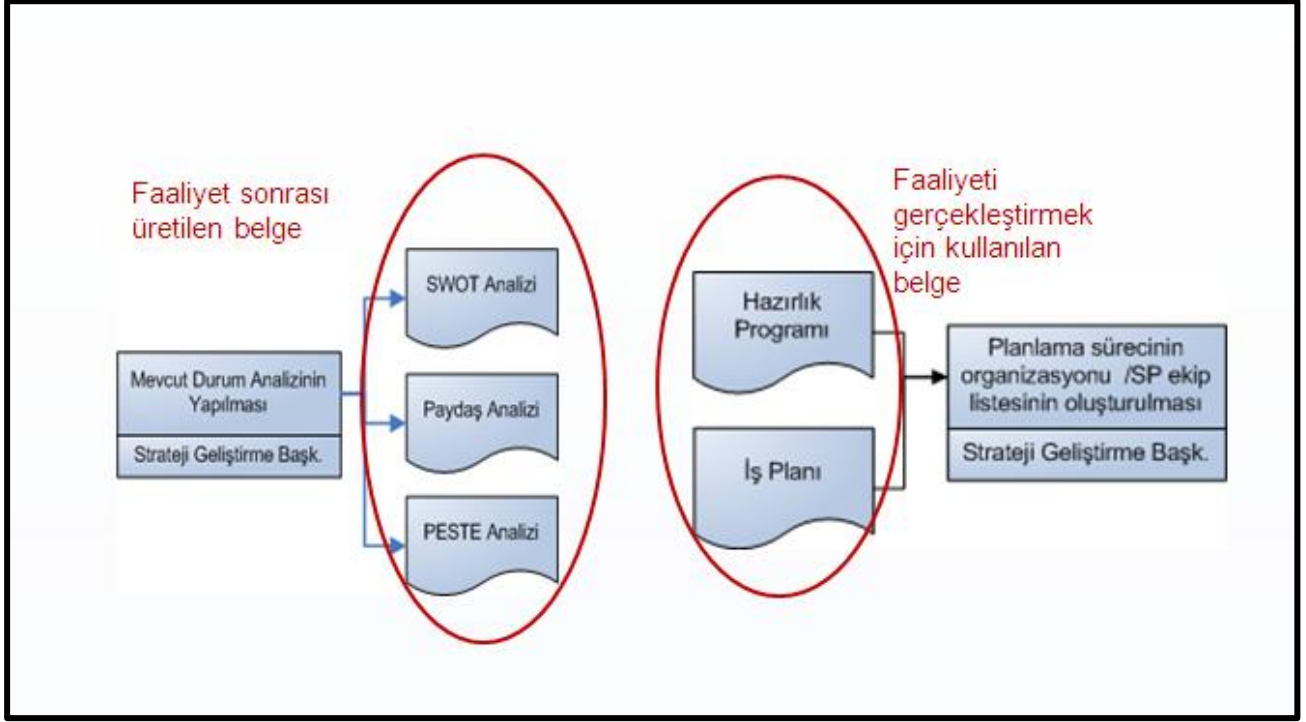 Faaliyet sonrası
üretilen belge
SWOT Analizi
Mevcut Durum Analizinin
Yapılması
Strateji Geliştirme Başk.
Paydaş Analizi
PESTE Analizi
Faaliyeti
gerçekleştirmek
için kullanılan
belge
Hazırlık
Programı
İş Planı
Planlama sürecinin
organizasyonu /SP ekip
listesinin oluşturulması
Strateji Geliştirme Başk.